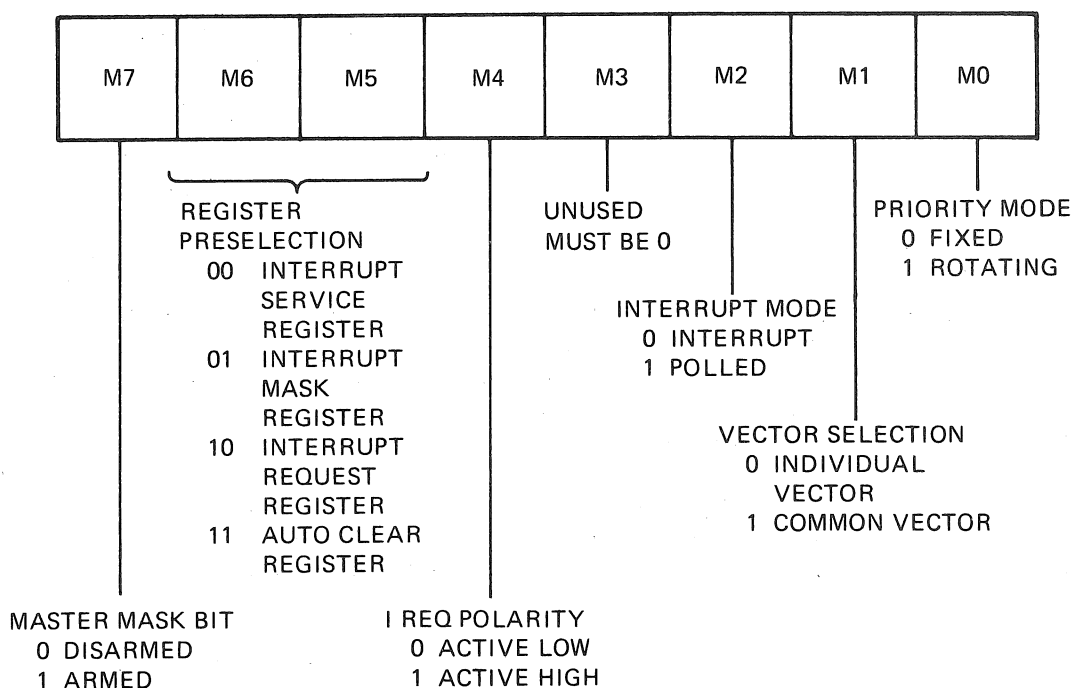 M7 M6 M5 M4 M3 M2 M1 M0
REGISTER
PRESELECTION
00 INTERRUPT
SERVICE
REGISTER
01 INTERRUPT
MASK
REGISTER
10 INTERRUPT
REQUEST
REGISTER
11 AUTO CLEAR
REGISTER
UNUSED
MUST BE 0
PRIORITY MODE
0 FIXED
1 ROTATING
INTERRUPT MODE
0 INTERRUPT
1 POLLED
VECTOR SELECTION
0 INDIVIDUAL
VECTOR
1 COMMON VECTOR
MASTER MASK BIT
0 DISARMED
1 ARMED
I REQ POLARITY
0 ACTIVE LOW
1 ACTIVE HIGH